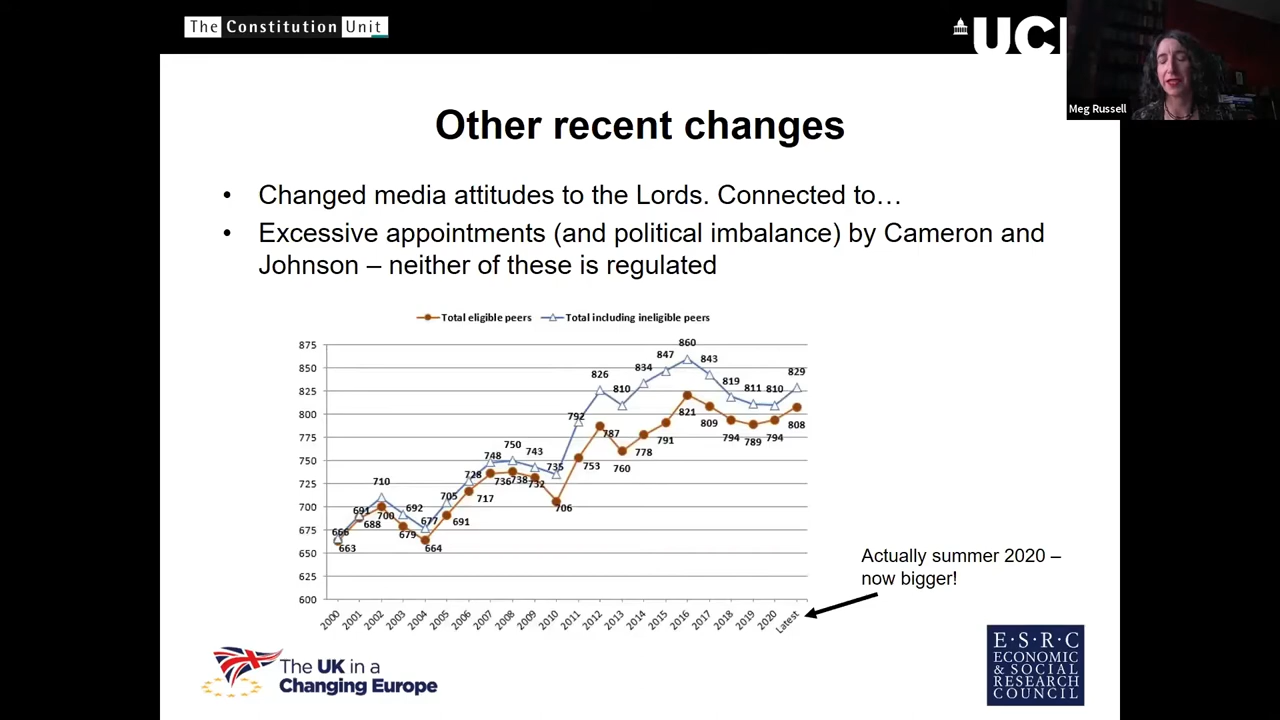 The Constitution Unit
UCL
Meg Russell
Other recent changes
• Changed media attitudes to the Lords. Connected to…
• Excessive appointments (and political imbalance) by Cameron and
Johnson – neither of these is regulated
Total eligible peers Total including ineligible peers
875
850
825
800
775
750
725
700
675
650
625
600
666 691 710 692 677 705 728 748 750 743 735 792 826 810 834 847 860 843 819 811 810 829
663 688 700 679 664 691 717 736 738 732 706 753 787 760 778 791 821 809 794 789 794 808
2000 2001 2002 2003 2004 2005 2006 2007 2008 2009 2010 2011 2012 2013 2014 2015 2016 2017 2018 2019 2020 Latest
Actually summer 2020 –
now bigger!
The UK in a
Changing Europe
E·S·R·C
ECONOMIC
& SOCIAL
RESEARCH
COUNCIL